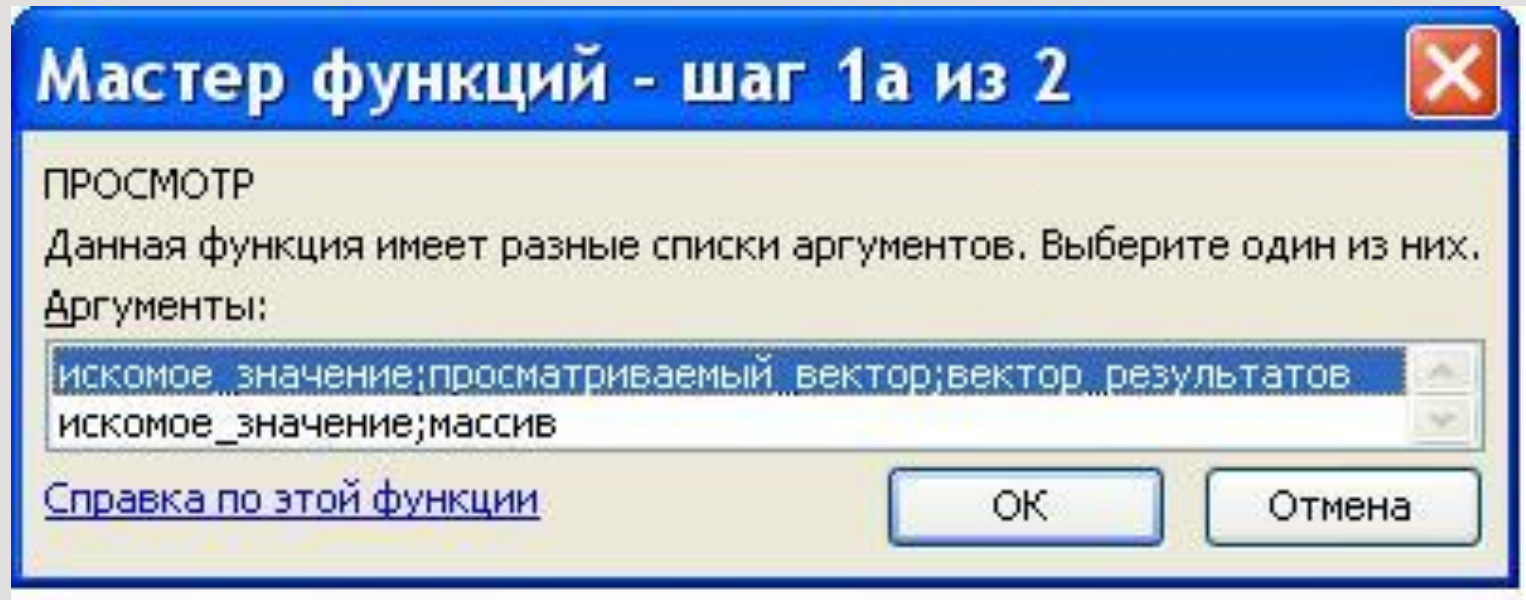 Мастер функций - шаг 1а из 2
ПРОСМОТР
Данная функция имеет разные списки аргументов. Выберите один из них.
Аргументы:
искомое_значение;просматриваемый_вектор;вектор_результатов
искомое_значение;массив
Справка по этой функции
ОК
Отмена